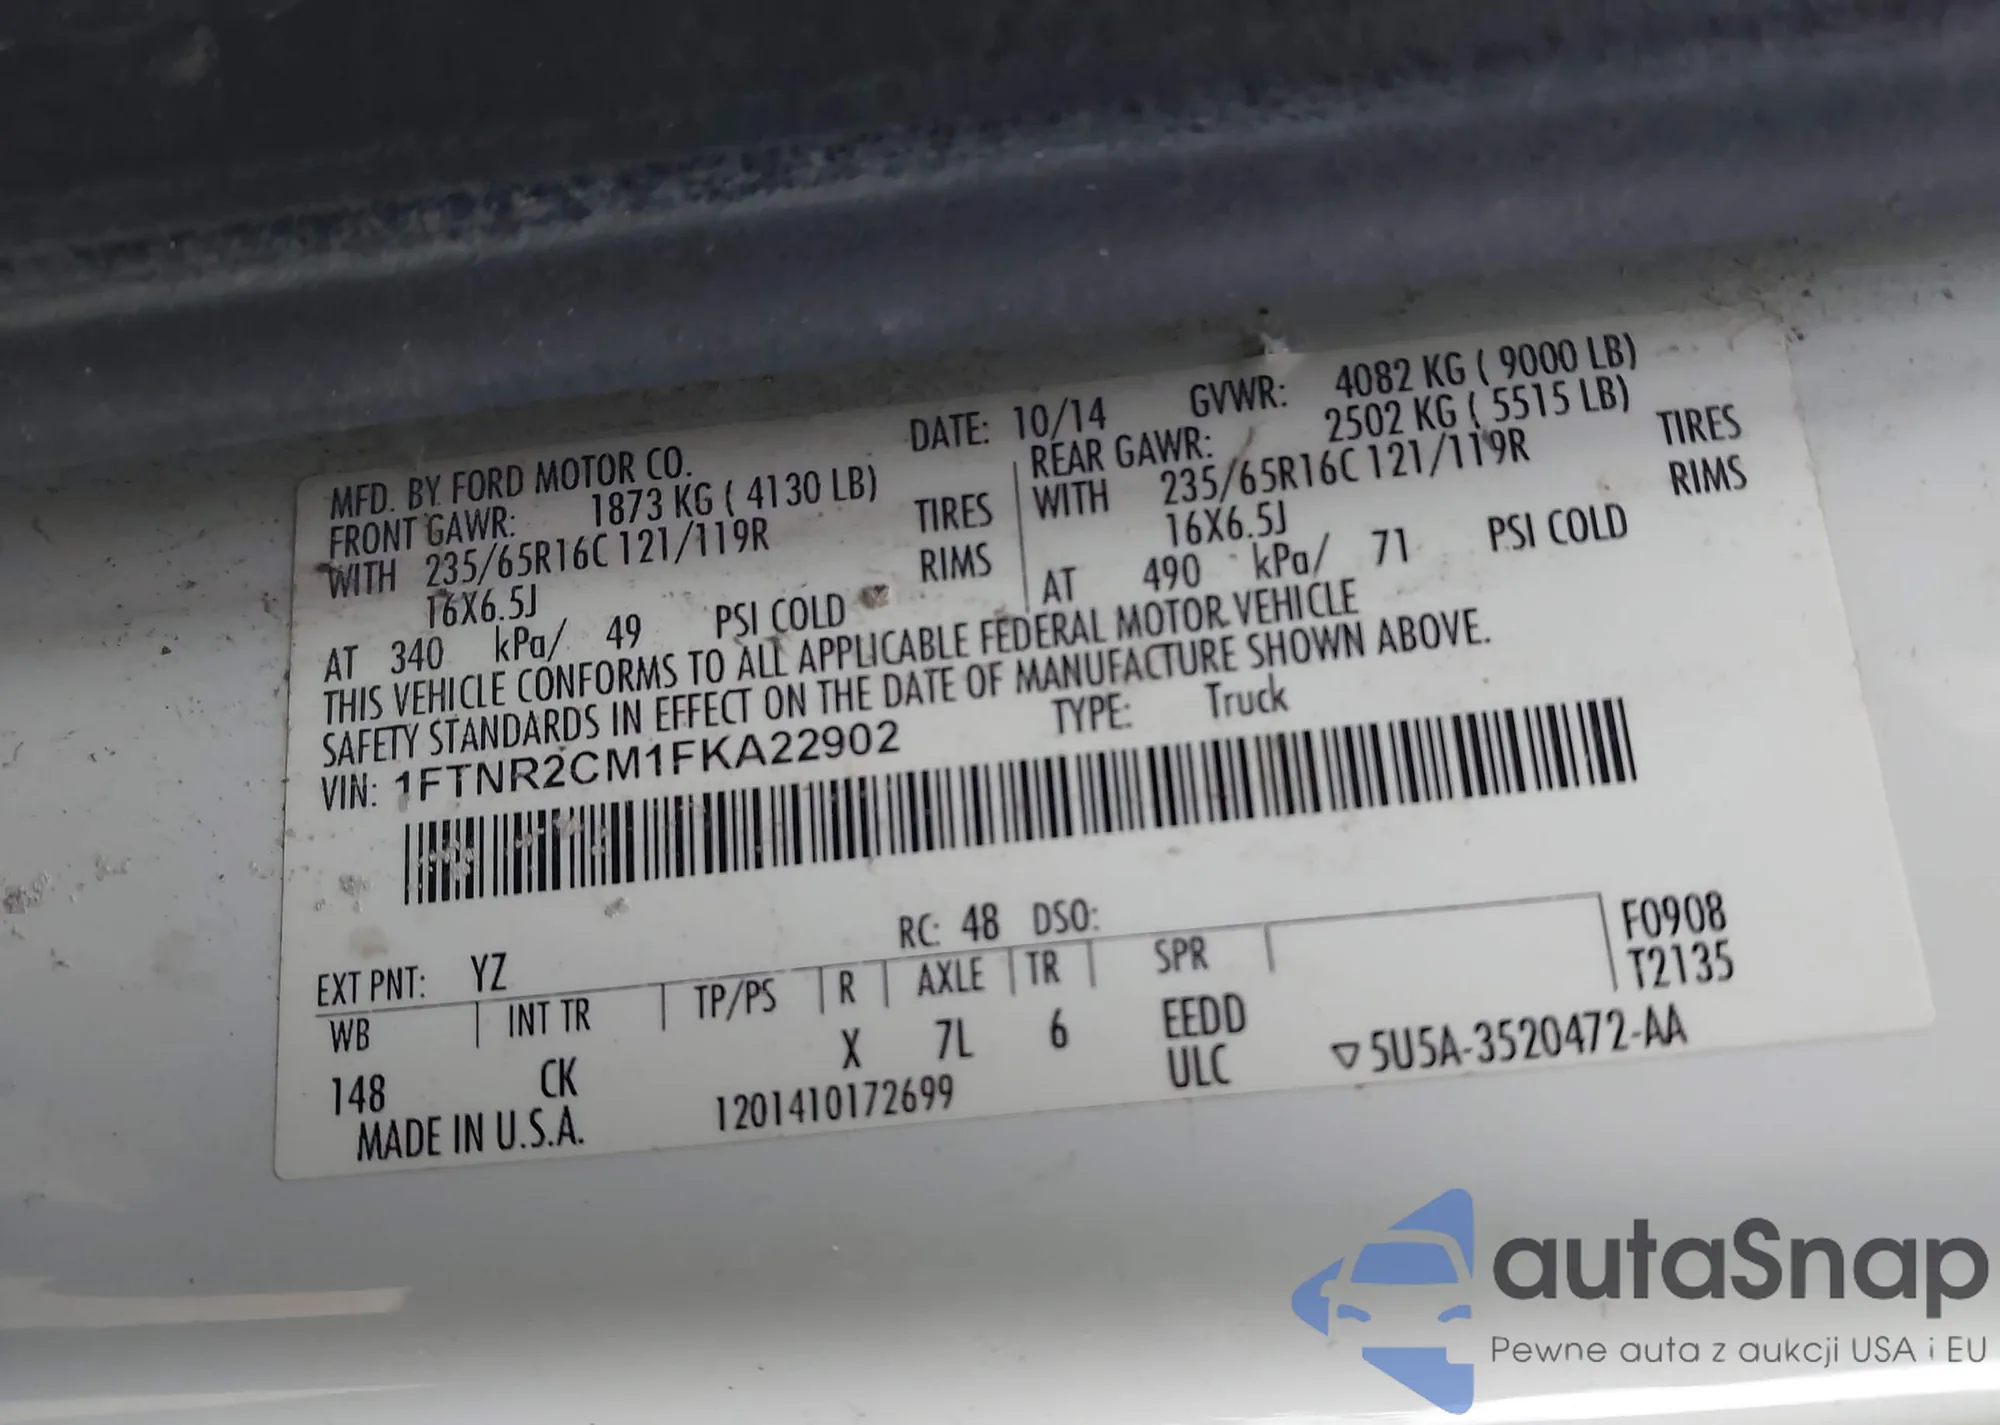 MFD. BY FORD MOTOR CO. DATE: 10/14 GVWR: 4082 KG ( 9000 LB)
FRONT GAWR: 1873 KG ( 4130 LB) REAR GAWR: 2502 KG ( 5515 LB)
WITH 235/65R16C 121/119R TIRES WITH 235/65R16C 121/119R TIRES
16X6.5J RIMS 16X6.5J RIMS
AT 340 kPa/ 49 PSI COLD AT 490 kPa/ 71 PSI COLD
THIS VEHICLE CONFORMS TO ALL APPLICABLE FEDERAL MOTOR VEHICLE
SAFETY STANDARDS IN EFFECT ON THE DATE OF MANUFACTURE SHOWN ABOVE.
VIN: 1FTNR2CM1FKA22902 TYPE: Truck
EXT PNT: YZ RC: 48 DSO: F0908
WB INT TR TP/PS R AXLE TR SPR T2135
148 CK X 7L 6 EEDD
ULC ▽5U5A-3520472-AA
MADE IN U.S.A. 1201410172699
autaSnap
Pewne auta z aukcji USA i EU